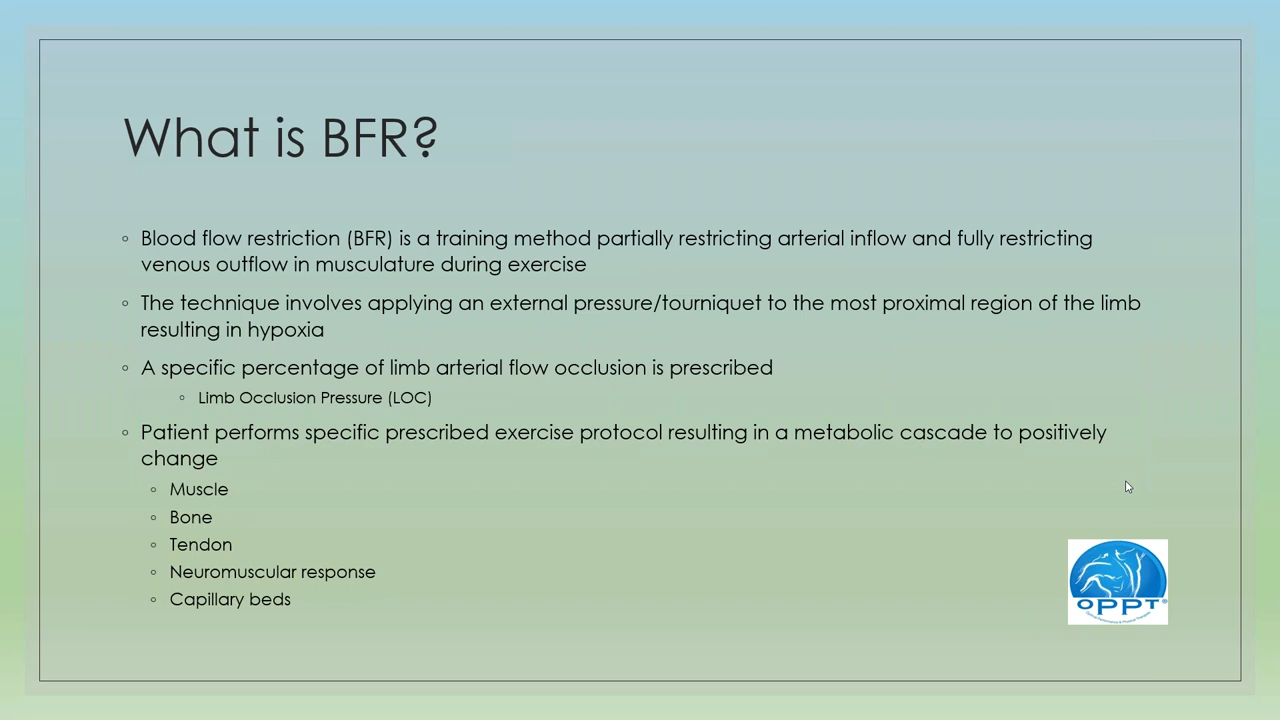 What is BFR?
Blood flow restriction (BFR) is a training method partially restricting arterial inflow and fully restricting
venous outflow in musculature during exercise
The technique involves applying an external pressure/tourniquet to the most proximal region of the limb
resulting in hypoxia
A specific percentage of limb arterial flow occlusion is prescribed
Limb Occlusion Pressure (LOC)
Patient performs specific prescribed exercise protocol resulting in a metabolic cascade to positively
change
Muscle
Bone
Tendon
Neuromuscular response
Capillary beds
OPPT®